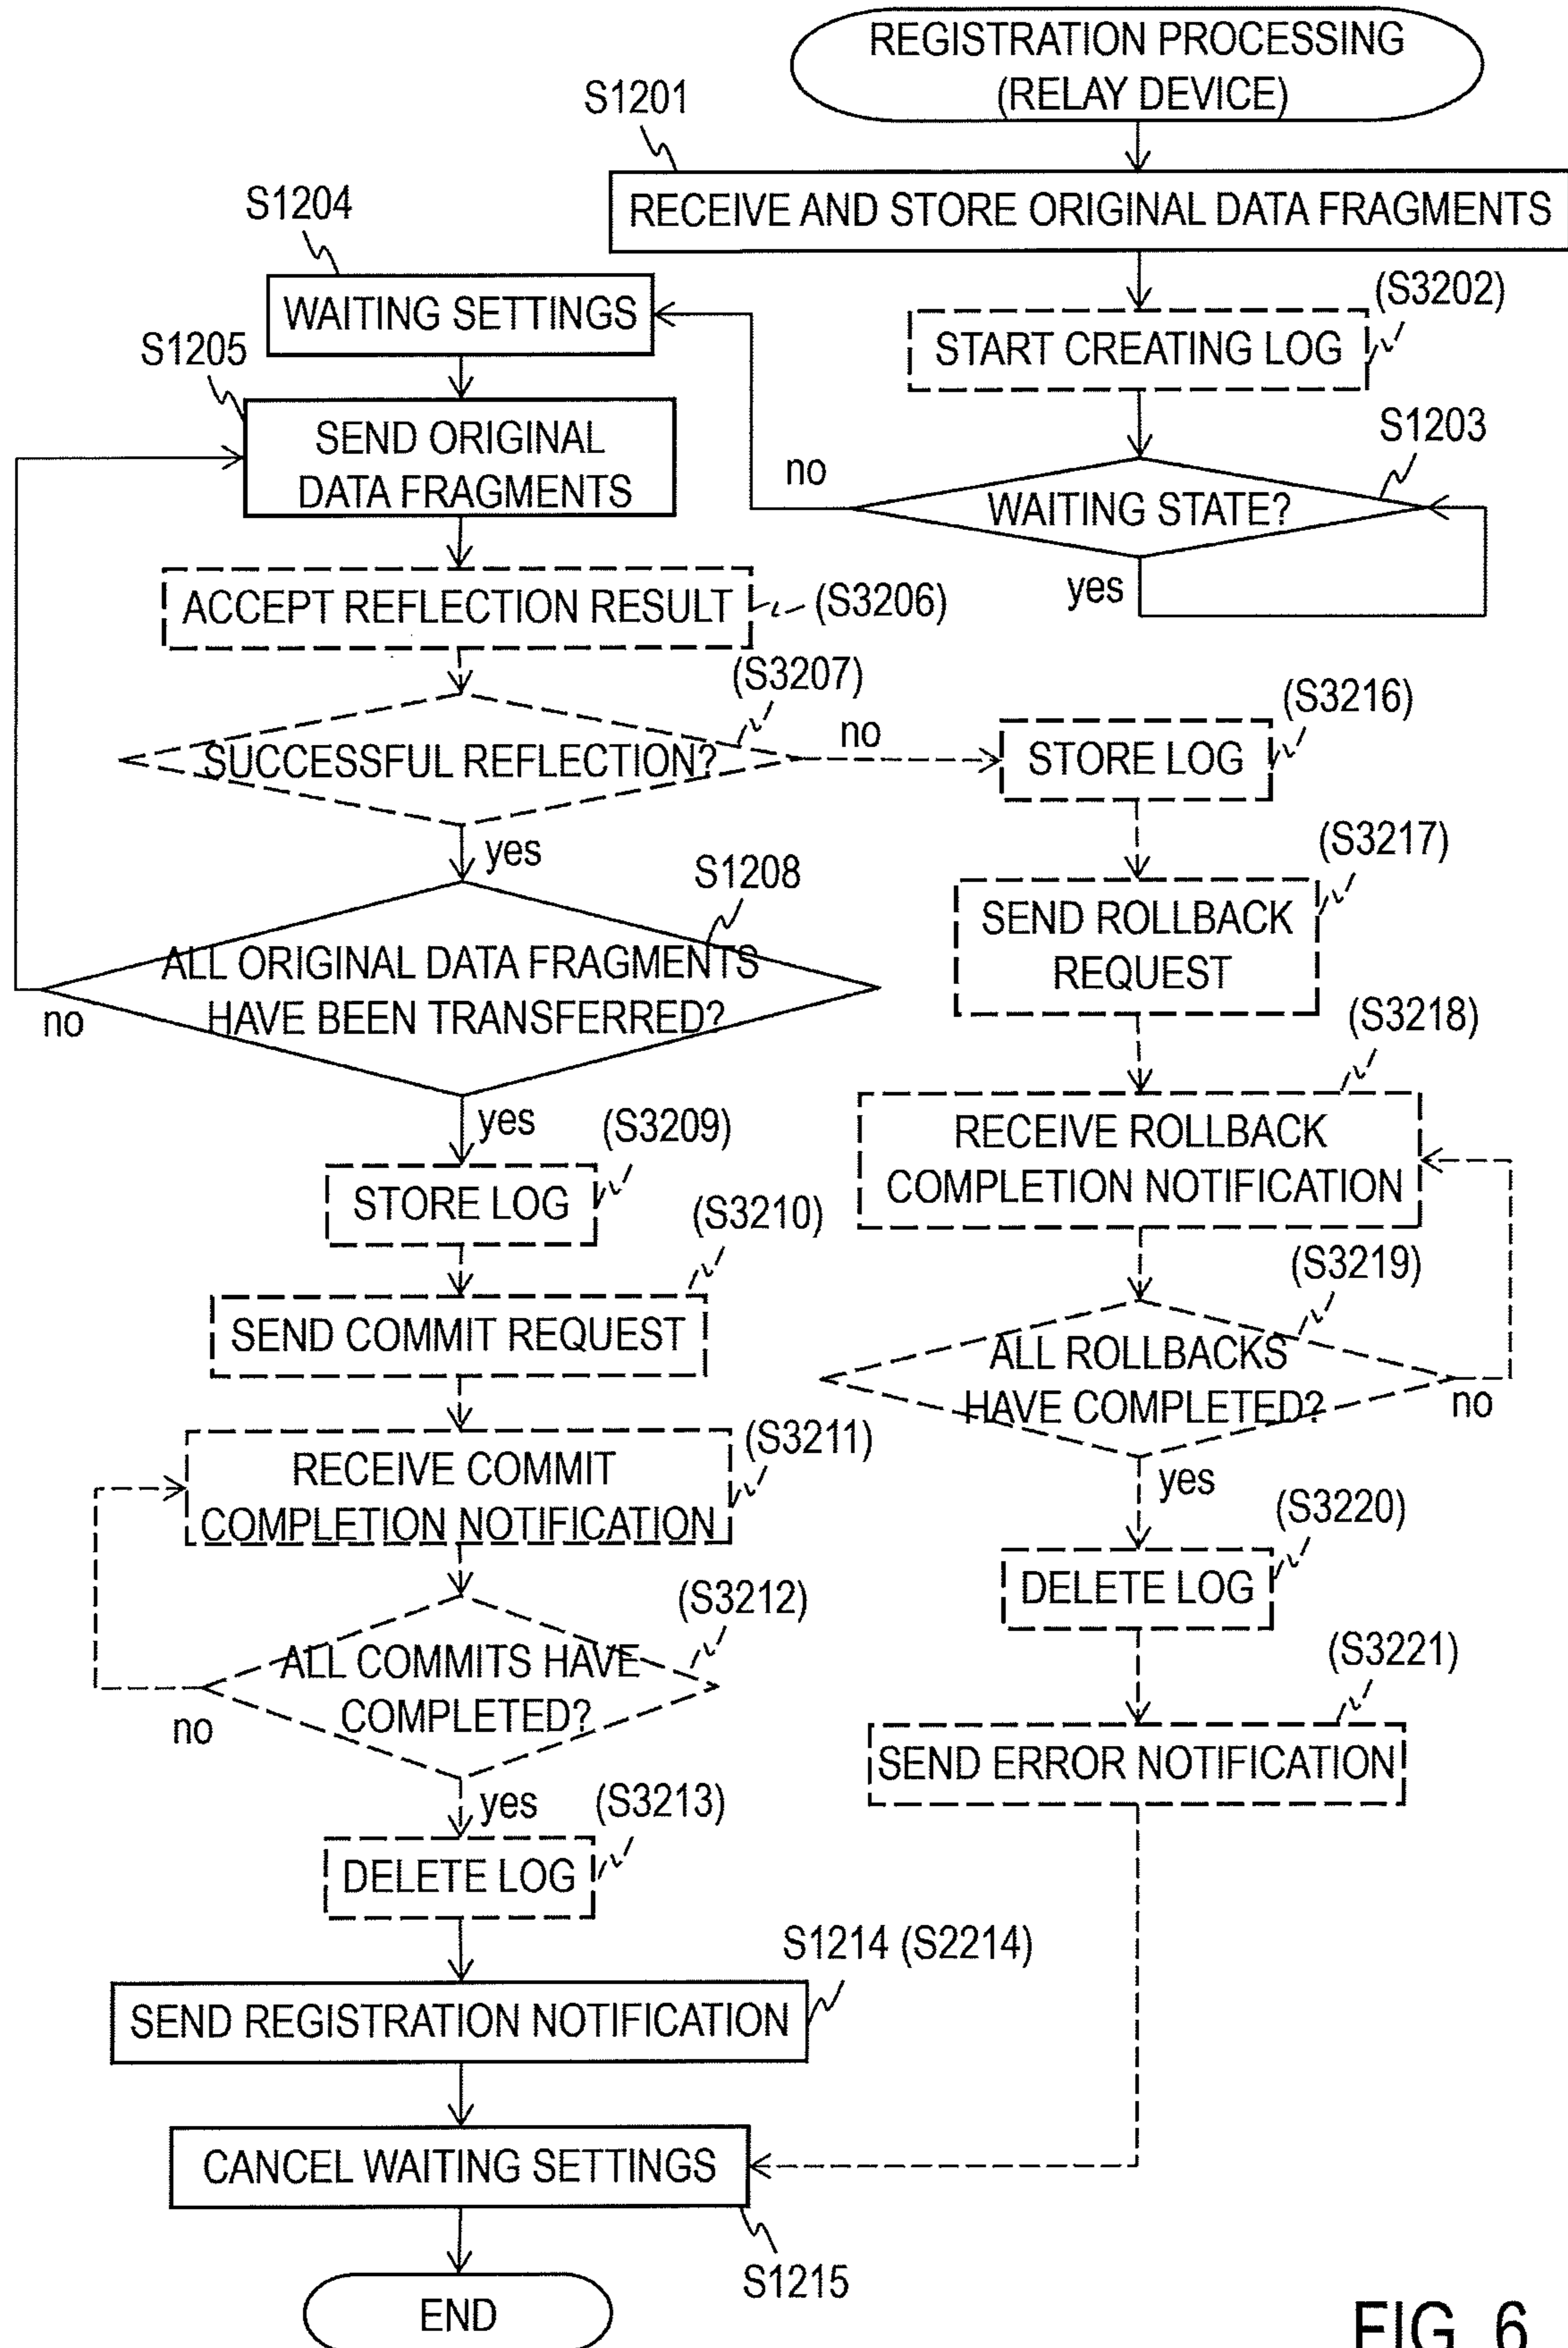 REGISTRATION PROCESSING
(RELAY DEVICE)
S1201
RECEIVE AND STORE ORIGINAL DATA FRAGMENTS
(S3202)
START CREATING LOG
S1203
WAITING STATE?
no
yes
S1204
WAITING SETTINGS
S1205
SEND ORIGINAL
DATA FRAGMENTS
ACCEPT REFLECTION RESULT
(S3206)
(S3207)
SUCCESSFUL REFLECTION?
no
yes
S1208
ALL ORIGINAL DATA FRAGMENTS
HAVE BEEN TRANSFERRED?
no
yes
(S3209)
STORE LOG
(S3210)
SEND COMMIT REQUEST
(S3211)
RECEIVE COMMIT
COMPLETION NOTIFICATION
(S3212)
ALL COMMITS HAVE
COMPLETED?
no
yes
(S3213)
DELETE LOG
S1214 (S2214)
SEND REGISTRATION NOTIFICATION
CANCEL WAITING SETTINGS
S1215
END
(S3216)
STORE LOG
(S3217)
SEND ROLLBACK
REQUEST
(S3218)
RECEIVE ROLLBACK
COMPLETION NOTIFICATION
(S3219)
ALL ROLLBACKS
HAVE COMPLETED?
no
yes
(S3220)
DELETE LOG
(S3221)
SEND ERROR NOTIFICATION
FIG. 6